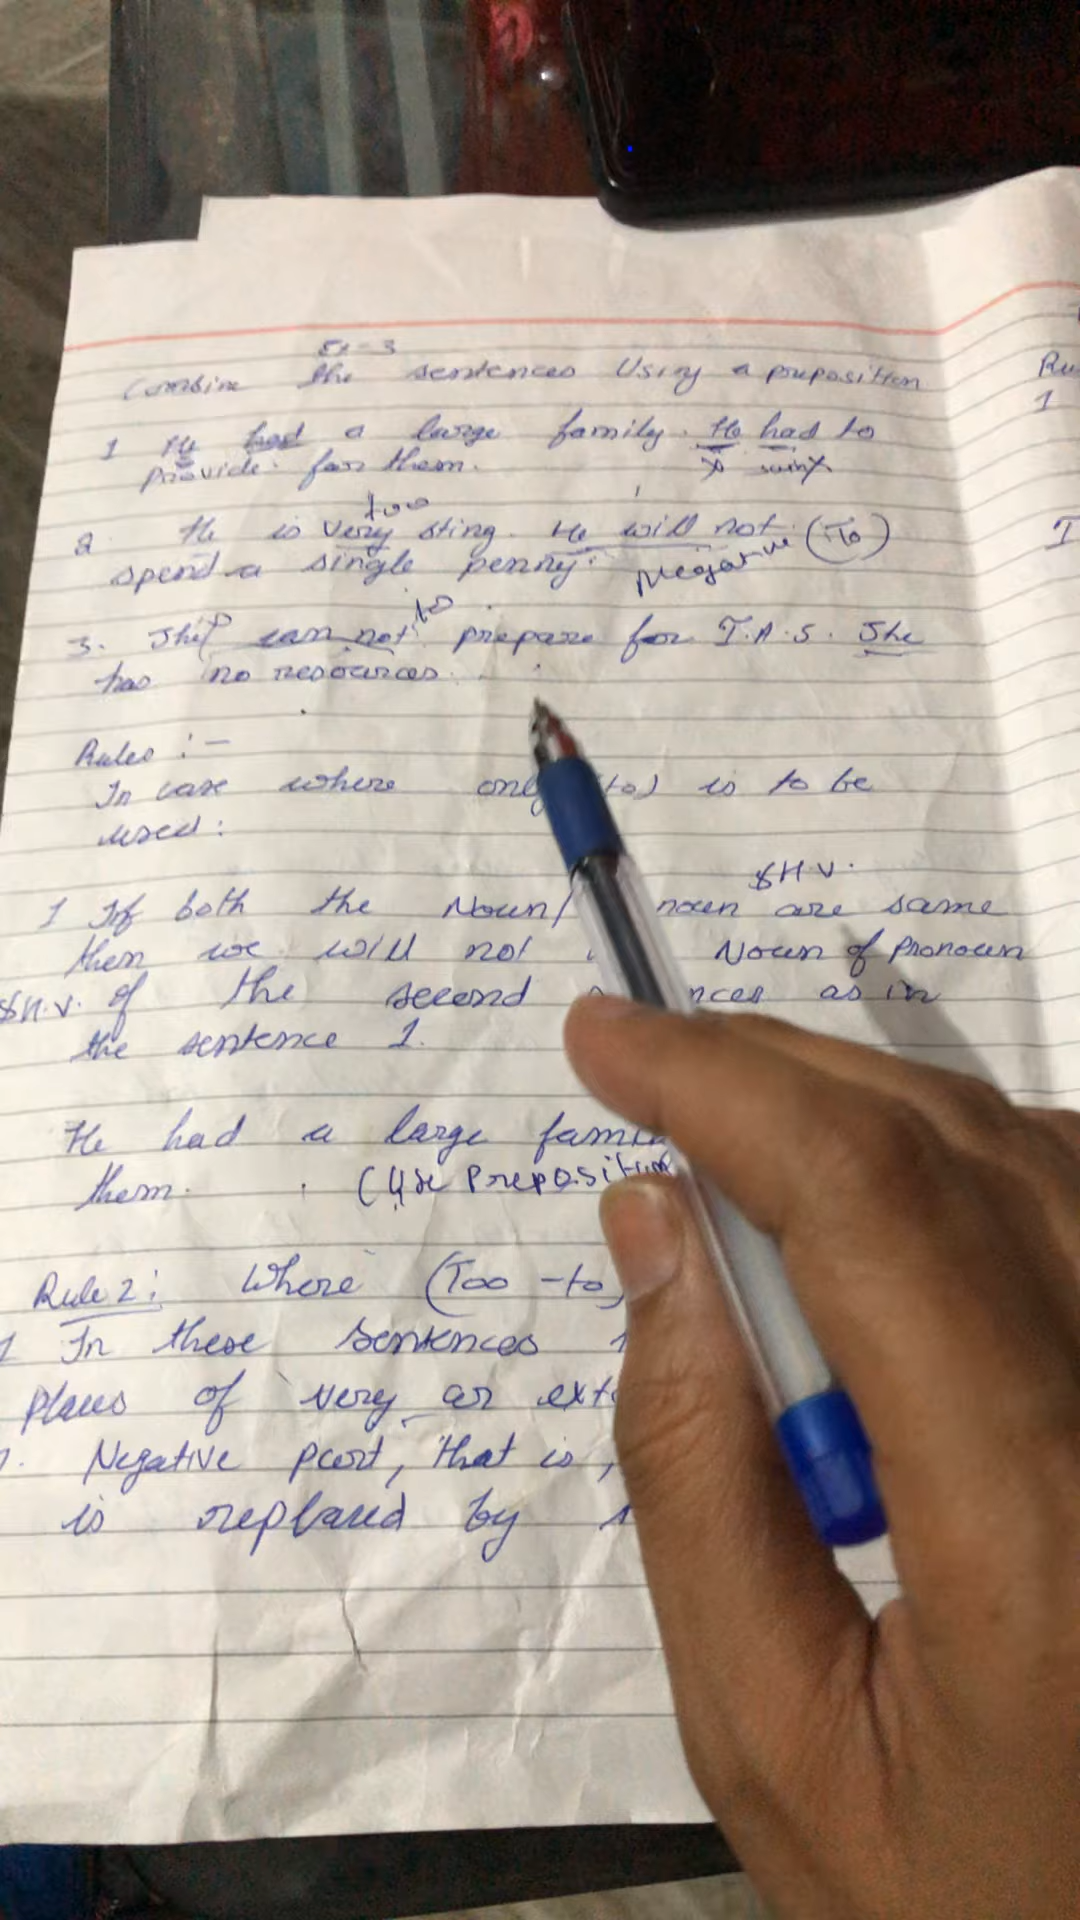 Ex-3
Combine the sentences Using a preposition
1 He had a large family. He had to
provide for them.
too
2 He is very sting. He will not (To)
spend a single penny. Negative
to
3. She can not prepare for I.A.S. She
has no resources.
Rules :-
In case where only (to) is to be
used:
H.V.
1 If both the Noun/ noun are same
then we will not Noun of Pronoun
H.V. of the second nces as in
the sentence 1.
He had a large
them. (Use Preposition
Rule 2: Where (Too -to)
1 In these sentences
places of very or
Negative part, that is,
is replaced by
Ru
1
I